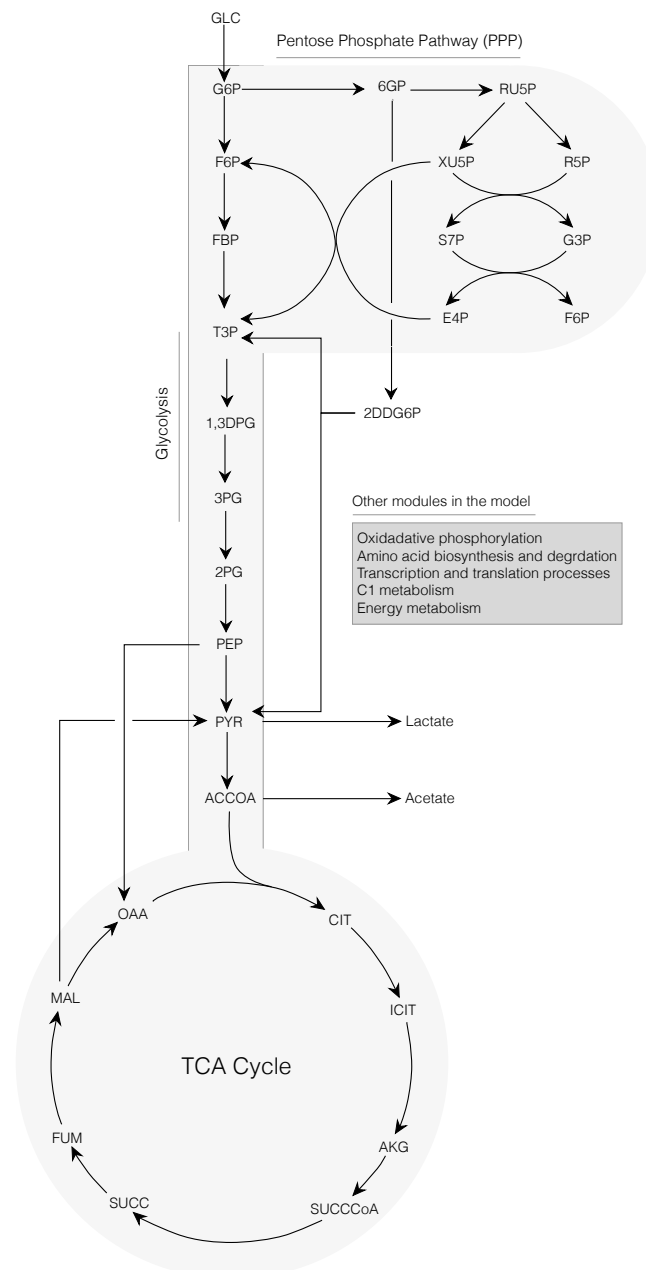 GLC
Pentose Phosphate Pathway (PPP)
G6P
6GP
RU5P
F6P
XU5P
R5P
FBP
S7P
G3P
T3P
E4P
F6P
Glycolysis
1,3DPG
2DDG6P
3PG
Other modules in the model
Oxidadative phosphorylation
Amino acid biosynthesis and degrdation
Transcription and translation processes
C1 metabolism
Energy metabolism
2PG
PEP
PYR
Lactate
ACCOA
Acetate
OAA
CIT
MAL
ICIT
TCA Cycle
FUM
AKG
SUCC
SUCCCoA